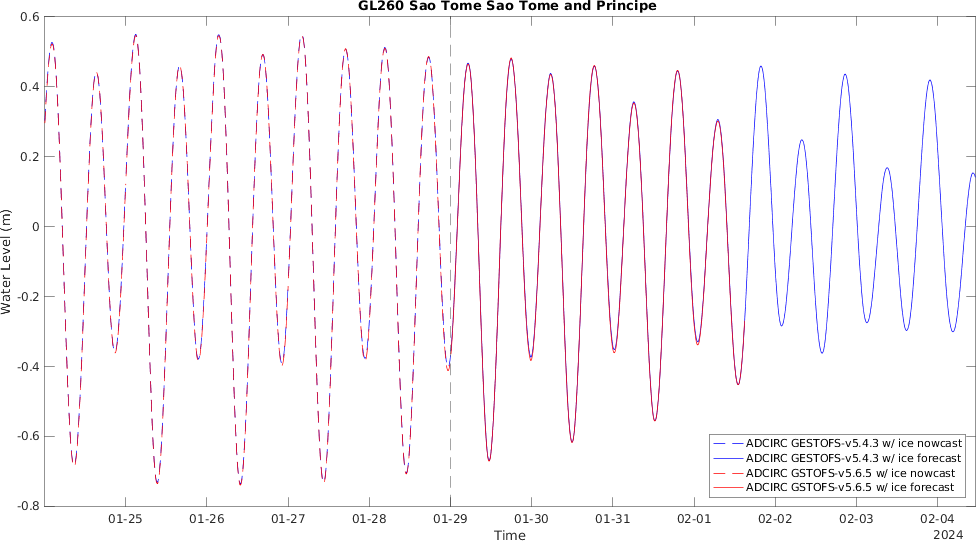 GL260 Sao Tome Sao Tome and Principe
0.6
0.4
0.2
0
-0.2
-0.4
-0.6
-0.8
Water Level (m)
ADCIRC GESTOFS-v5.4.3 w/ ice nowcast
ADCIRC GESTOFS-v5.4.3 w/ ice forecast
ADCIRC GSTOFS-v5.6.5 w/ ice nowcast
ADCIRC GSTOFS-v5.6.5 w/ ice forecast
01-25 01-26 01-27 01-28 01-29 01-30 01-31 02-01 02-02 02-03 02-04
Time
2024